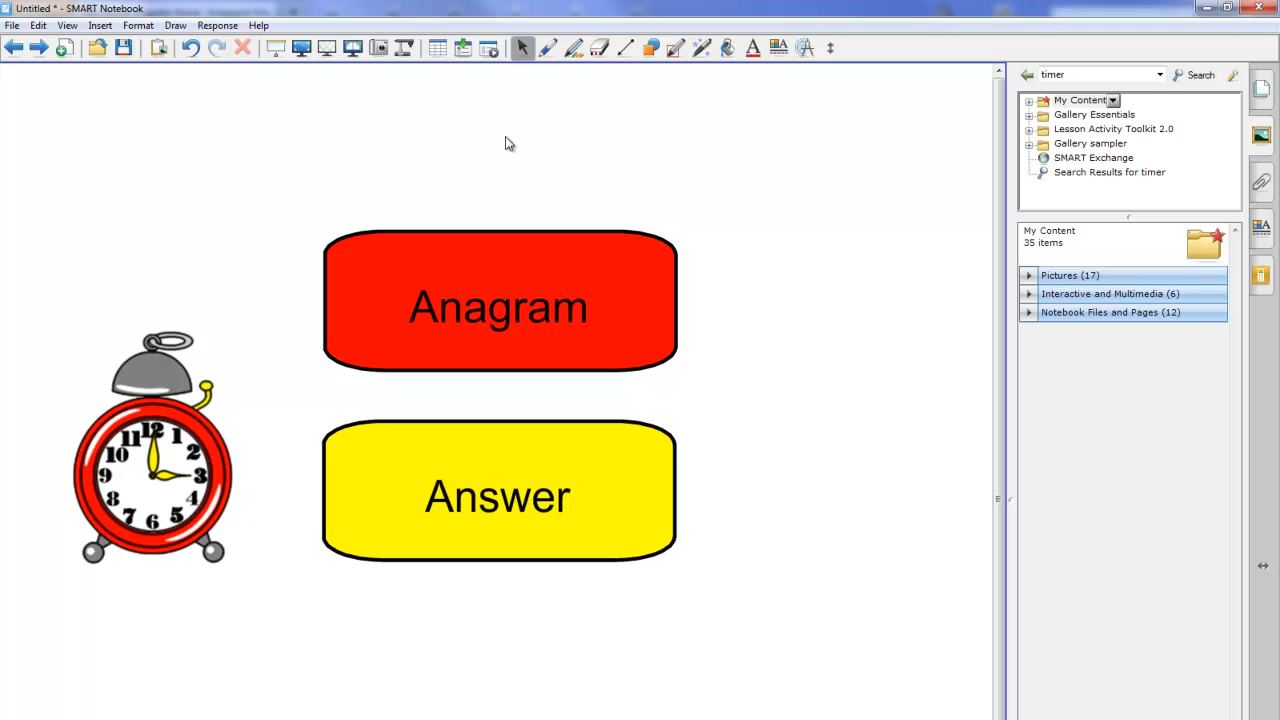 Untitled * - SMART Notebook
File Edit View Insert Format Draw Response Help
timer
Search
My Content
Gallery Essentials
Lesson Activity Toolkit 2.0
Gallery sampler
SMART Exchange
Search Results for timer
My Content
35 items
Pictures (17)
Interactive and Multimedia (6)
Notebook Files and Pages (12)
Anagram
12
11 1
10 2
9 3
8 4
7 6 5
Answer